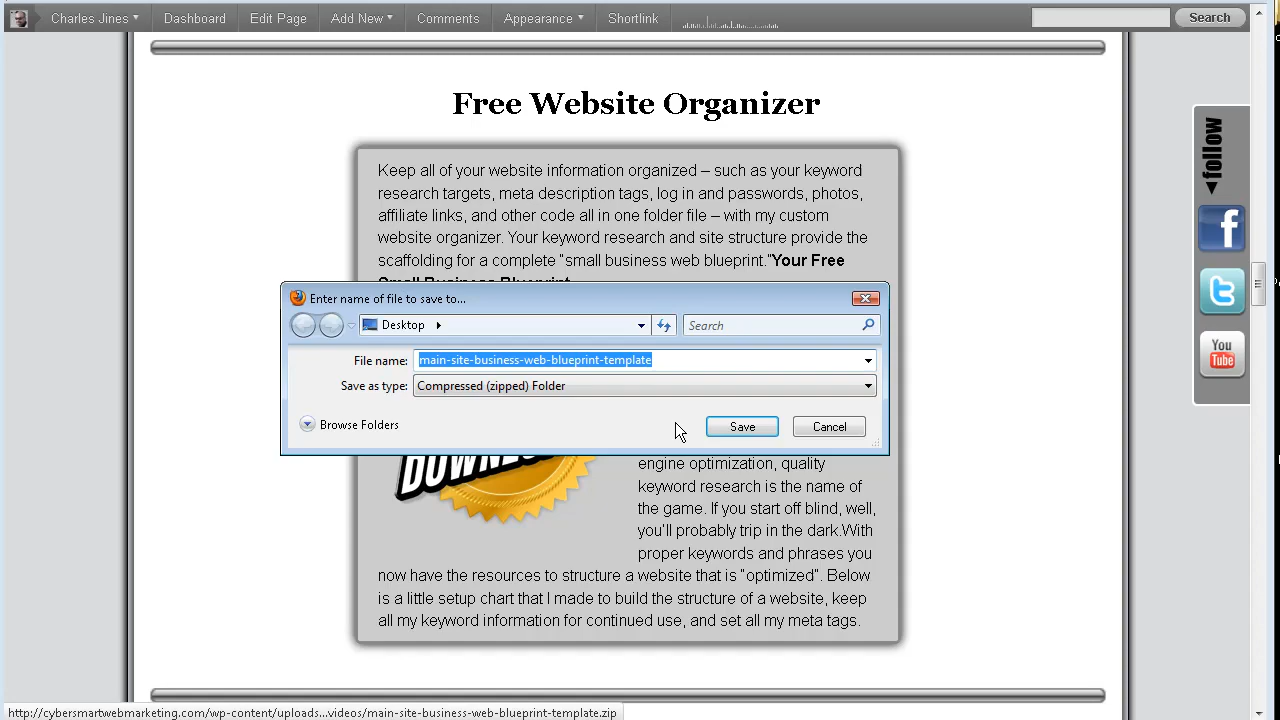 Charles Jines Dashboard Edit Page Add New Comments Appearance Shortlink Search
Free Website Organizer
Keep all of your website information organized – such as your keyword
research targets, meta description tags, log in and passwords, photos,
affiliate links, and other code all in one folder file – with my custom
website organizer. Your keyword research and site structure provide the
scaffolding for a complete "small business web blueprint."Your Free
Small Business Blueprint
follow
f
t
You
Tube
Enter name of file to save to...
Desktop Search
File name: main-site-business-web-blueprint-template
Save as type: Compressed (zipped) Folder
Browse Folders Save Cancel
DOWNLOAD
engine optimization, quality
keyword research is the name of
the game. If you start off blind, well,
you'll probably trip in the dark.With
proper keywords and phrases you
now have the resources to structure a website that is "optimized". Below
is a little setup chart that I made to build the structure of a website, keep
all my keyword information for continued use, and set all my meta tags.
http://cybersmartwebmarketing.com/wp-content/uploads...videos/main-site-business-web-blueprint-template.zip